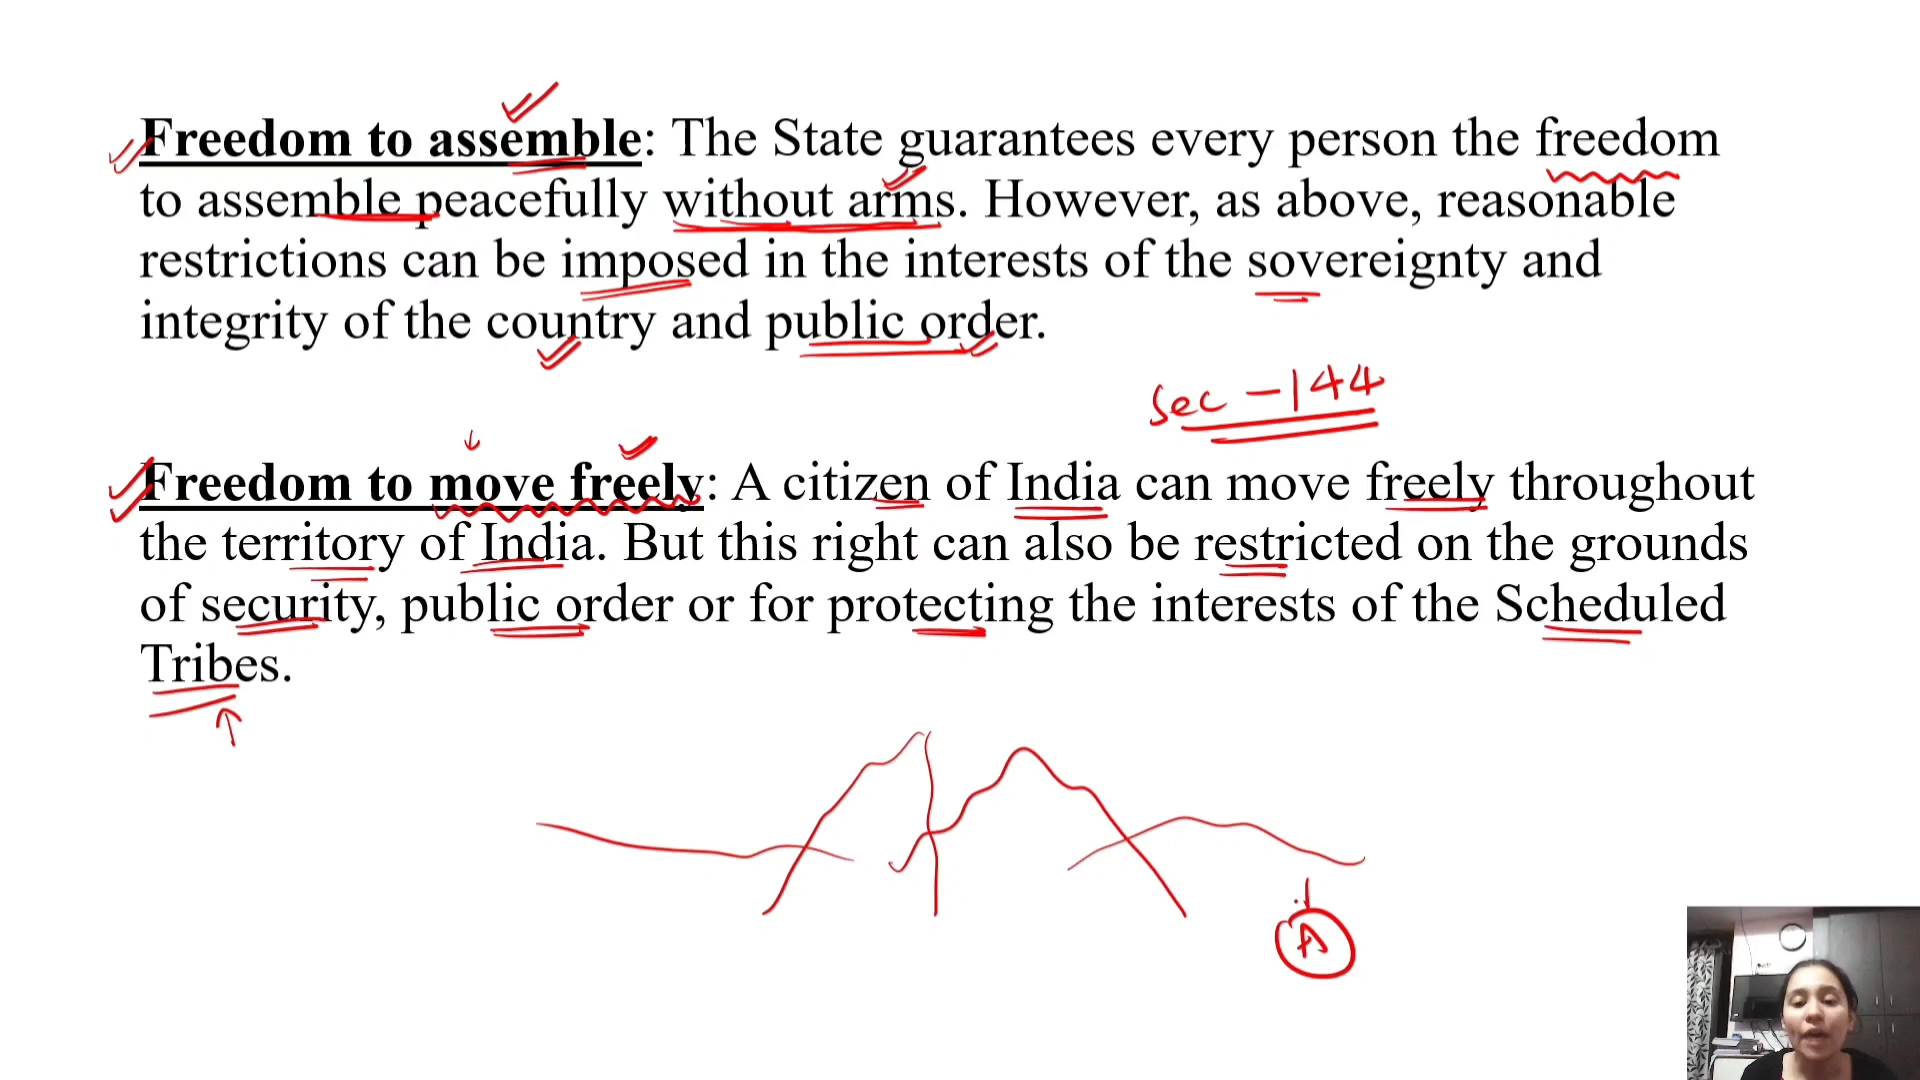 Freedom to assemble: The State guarantees every person the freedom
to assemble peacefully without arms. However, as above, reasonable
restrictions can be imposed in the interests of the sovereignty and
integrity of the country and public order.
Sec - 144
Freedom to move freely: A citizen of India can move freely throughout
the territory of India. But this right can also be restricted on the grounds
of security, public order or for protecting the interests of the Scheduled
Tribes.
A